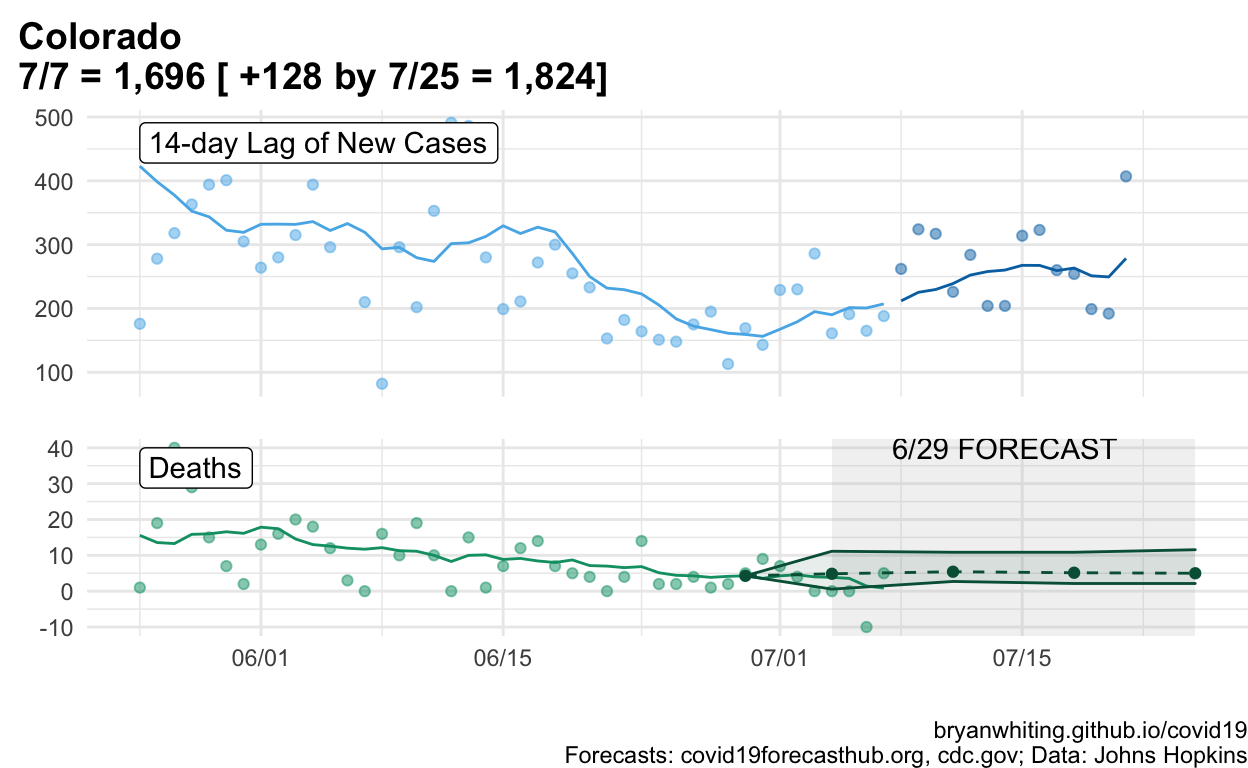 Colorado
7/7 = 1,696 [ +128 by 7/25 = 1,824]
500
14-day Lag of New Cases
400
300
200
100
40
6/29 FORECAST
Deaths
30
20
10
0
-10
06/01 06/15 07/01 07/15
bryanwhiting.github.io/covid19
Forecasts: covid19forecasthub.org, cdc.gov; Data: Johns Hopkins